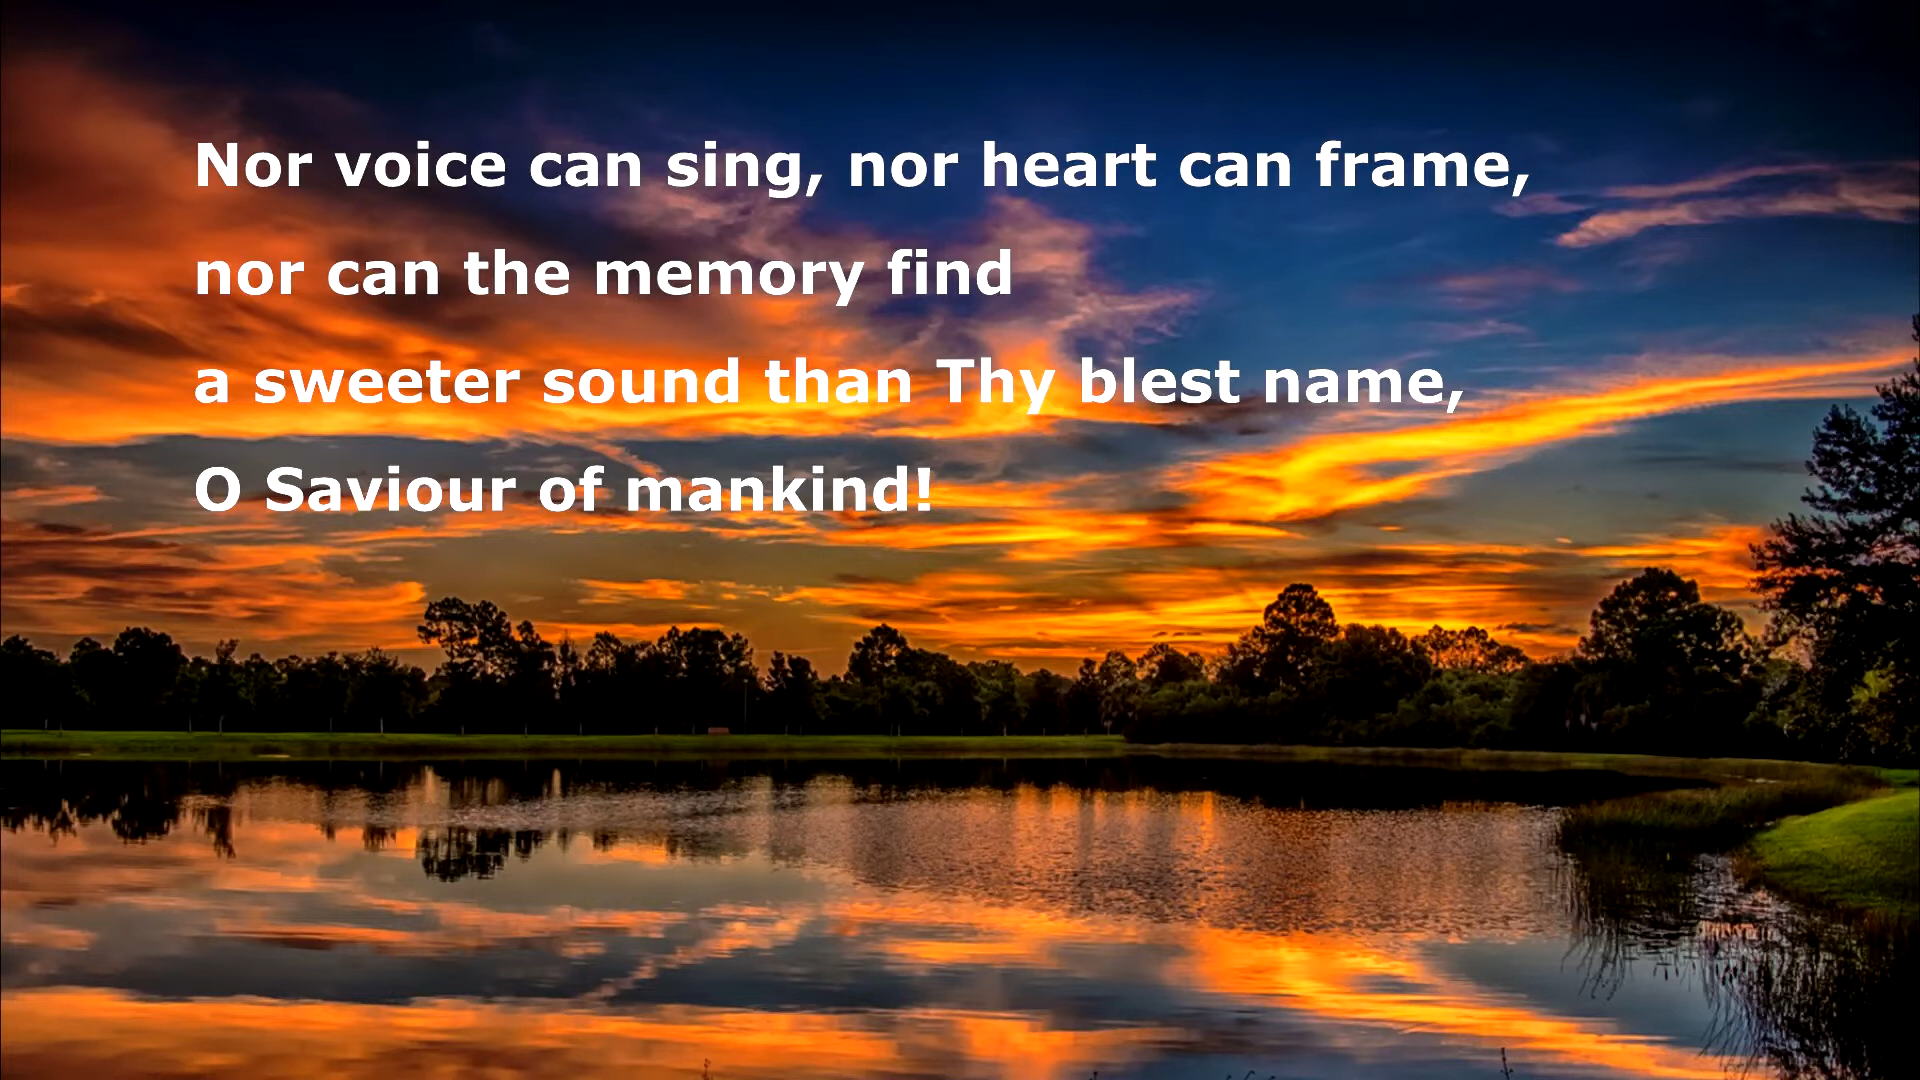 Nor voice can sing, nor heart can frame,
nor can the memory find
a sweeter sound than Thy blest name,
O Saviour of mankind!